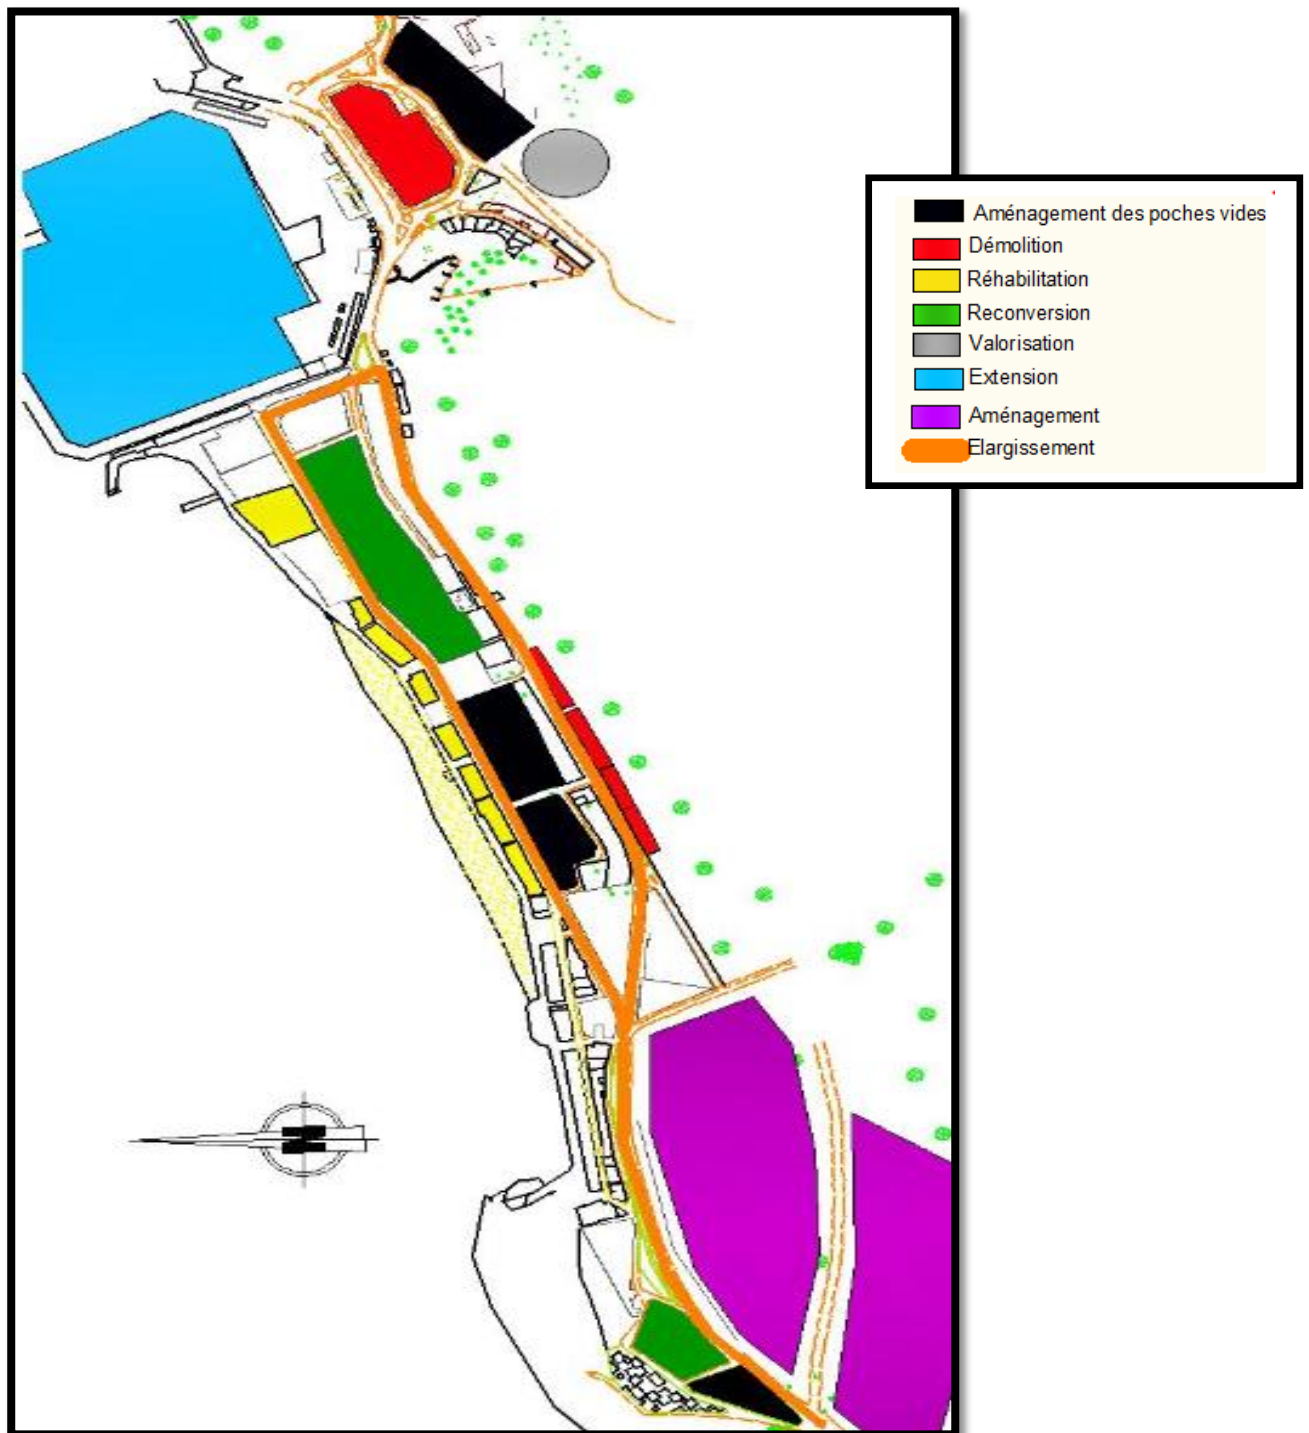 Aménagement des poches vides
Démolition
Réhabilitation
Reconversion
Valorisation
Extension
Aménagement
Elargissement